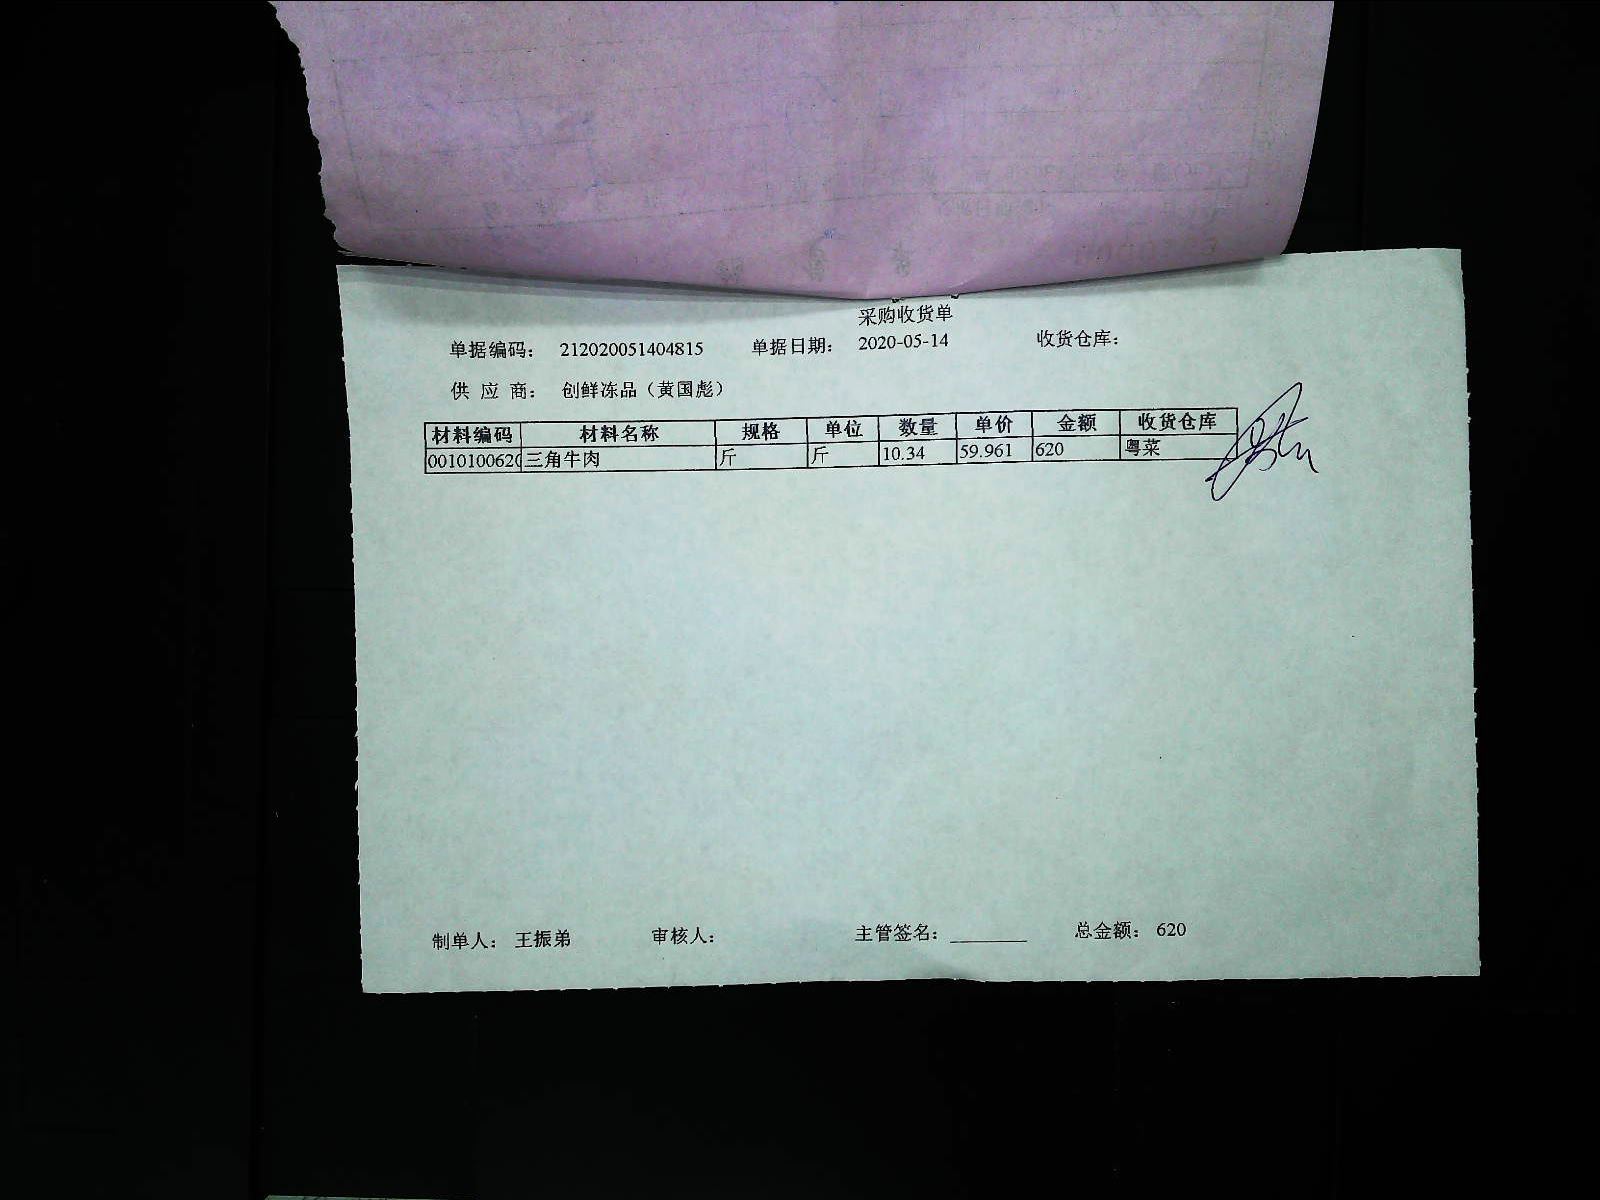 采购收货单
单据编码： 212020051404815 单据日期： 2020-05-14 收货仓库：
供 应 商： 创鲜冻品（黄国彪）
材料编码 材料名称 规格 单位 数量 单价 金额 收货仓库
0010100620 三角牛肉 斤 斤 10.34 59.961 620 粤菜
制单人： 王振弟 审核人： 主管签名： ________ 总金额： 620